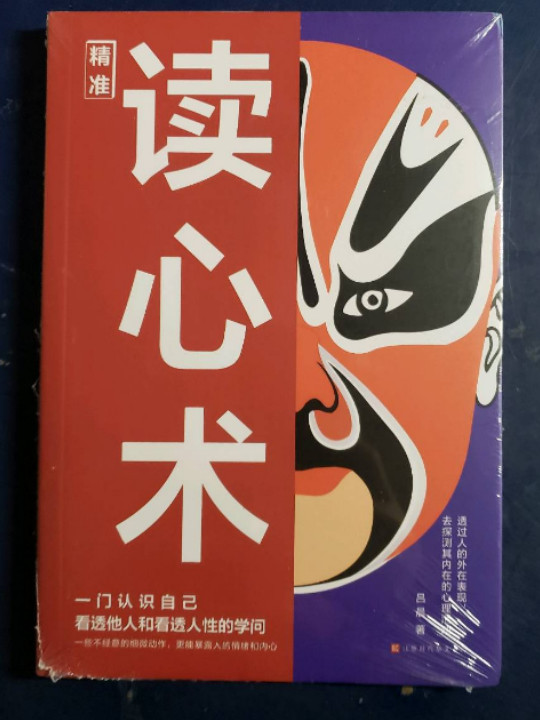 精准
读心术
一门认识自己
看透他人和看透人性的学问
一些不经意的细微动作，更能暴露人的情绪和内心
透过人的外在表现，
去探测其内在的心理
吕 著